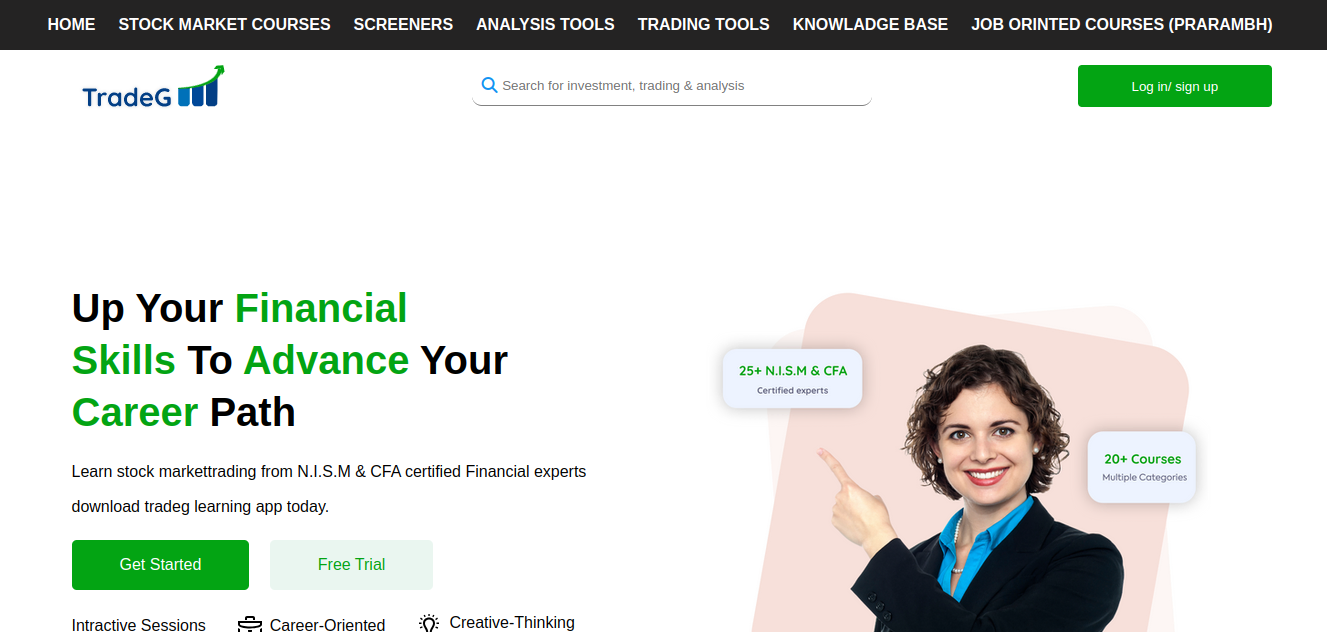 HOME STOCK MARKET COURSES SCREENERS ANALYSIS TOOLS TRADING TOOLS KNOWLADGE BASE JOB ORINTED COURSES (PRARAMBH)
TradeG
Search for investment, trading & analysis
Log in/ sign up
Up Your Financial
Skills To Advance Your
Career Path
Learn stock markettrading from N.I.S.M & CFA certified Financial experts
download tradeg learning app today.
Get Started
Free Trial
Intractive Sessions
Career-Oriented
Creative-Thinking
25+ N.I.S.M & CFA
Certified experts
20+ Courses
Multiple Categories